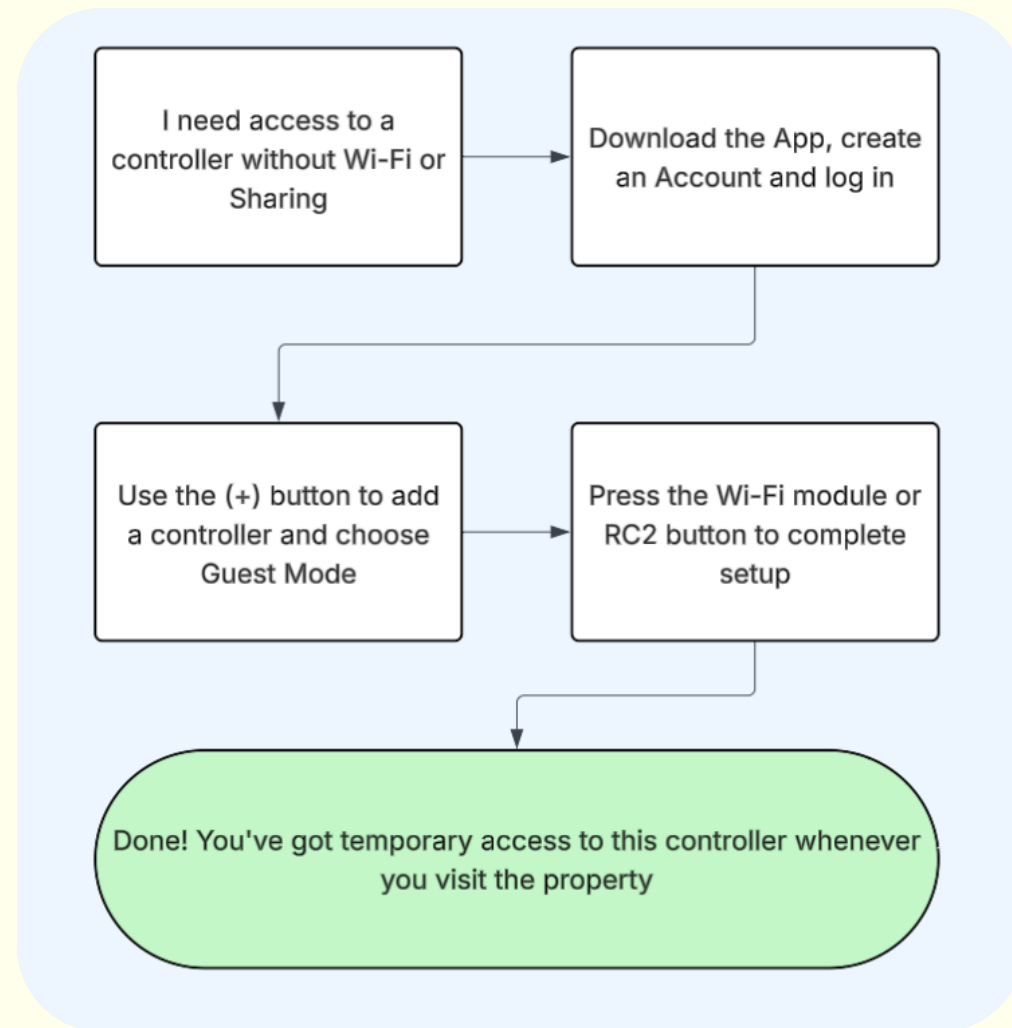 I need access to a
controller without Wi-Fi or
Sharing
Download the App, create
an Account and log in
Use the (+) button to add
a controller and choose
Guest Mode
Press the Wi-Fi module or
RC2 button to complete
setup
Done! You've got temporary access to this controller whenever
you visit the property